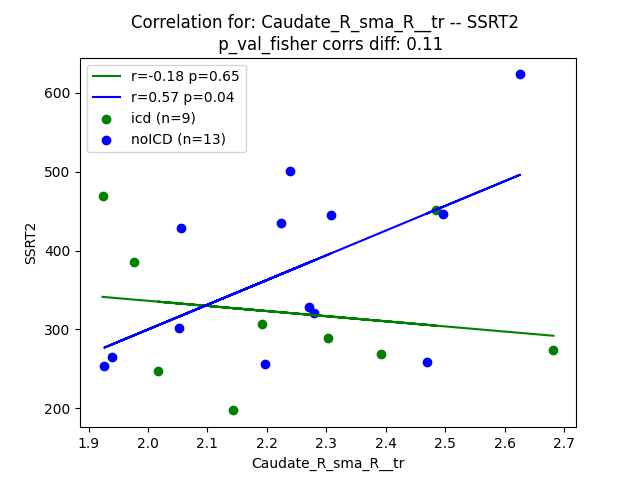 Correlation for: Caudate_R_sma_R__tr -- SSRT2
p_val_fisher corrs diff: 0.11
r=-0.18 p=0.65
r=0.57 p=0.04
icd (n=9)
noICD (n=13)
600
500
400
300
200
SSRT2
1.9 2.0 2.1 2.2 2.3 2.4 2.5 2.6 2.7
Caudate_R_sma_R__tr